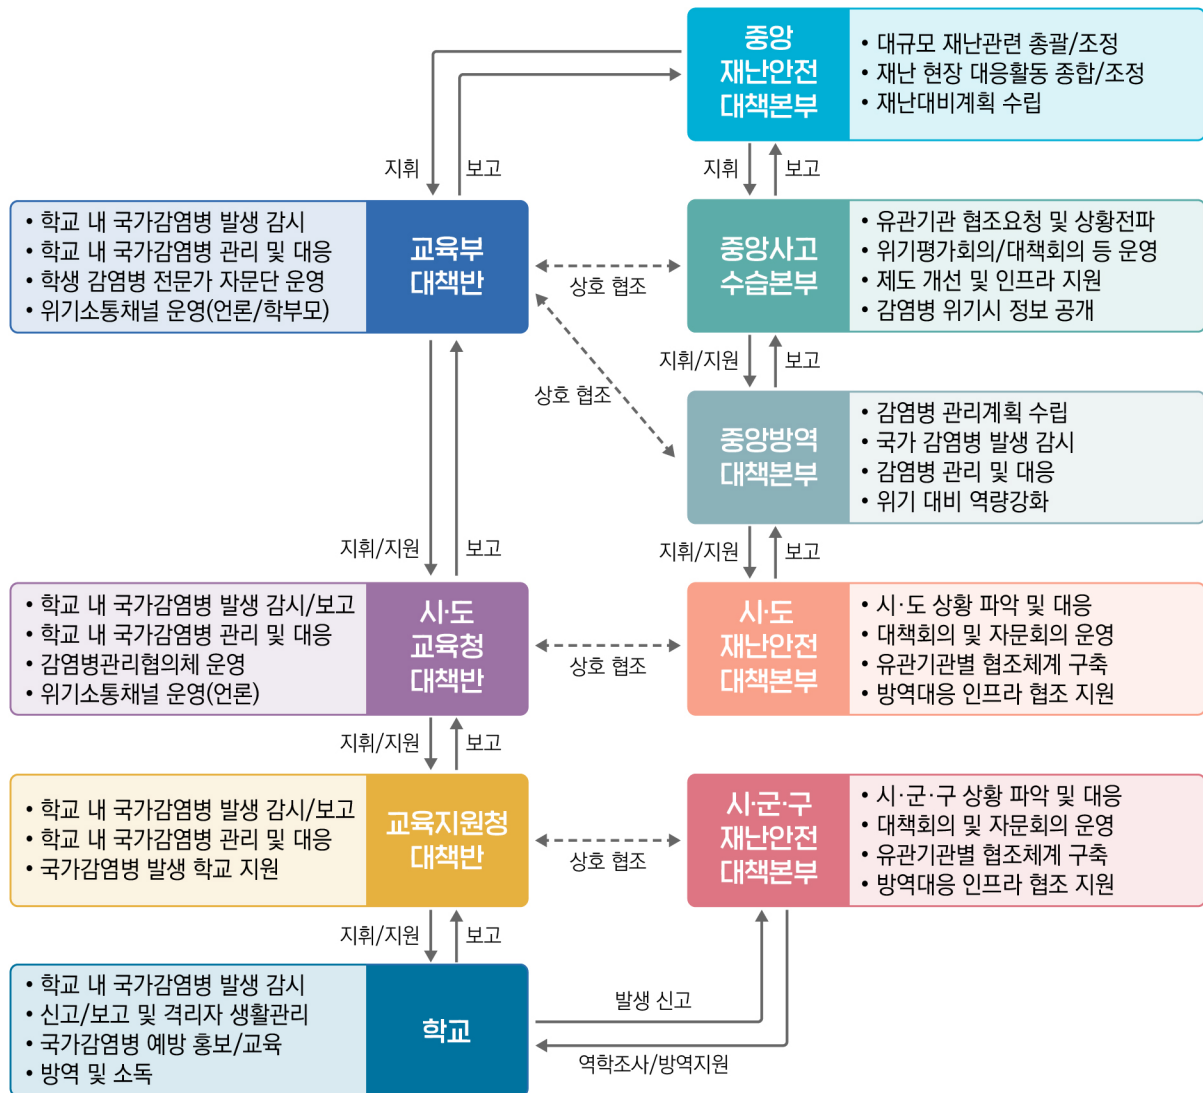 중앙
재난안전
대책본부
• 대규모 재난관련 총괄/조정
• 재난 현장 대응활동 종합/조정
• 재난대비계획 수립
지휘
보고
지휘
보고
• 학교 내 국가감염병 발생 감시
• 학교 내 국가감염병 관리 및 대응
• 학생 감염병 전문가 자문단 운영
• 위기소통채널 운영(언론/학부모)
교육부
대책반
상호 협조
중앙사고
수습본부
• 유관기관 협조요청 및 상황전파
• 위기평가회의/대책회의 등 운영
• 제도 개선 및 인프라 지원
• 감염병 위기시 정보 공개
지휘/지원
보고
상호 협조
중앙방역
대책본부
• 감염병 관리계획 수립
• 국가 감염병 발생 감시
• 감염병 관리 및 대응
• 위기 대비 역량강화
지휘/지원
보고
지휘/지원
보고
• 학교 내 국가감염병 발생 감시/보고
• 학교 내 국가감염병 관리 및 대응
• 감염병관리협의체 운영
• 위기소통채널 운영(언론)
시·도
교육청
대책반
상호 협조
시·도
재난안전
대책본부
• 시·도 상황 파악 및 대응
• 대책회의 및 자문회의 운영
• 유관기관별 협조체계 구축
• 방역대응 인프라 협조 지원
지휘/지원
보고
• 학교 내 국가감염병 발생 감시/보고
• 학교 내 국가감염병 관리 및 대응
• 국가감염병 발생 학교 지원
교육지원청
대책반
상호 협조
시·군·구
재난안전
대책본부
• 시·군·구 상황 파악 및 대응
• 대책회의 및 자문회의 운영
• 유관기관별 협조체계 구축
• 방역대응 인프라 협조 지원
지휘/지원
보고
• 학교 내 국가감염병 발생 감시
• 신고/보고 및 격리자 생활관리
• 국가감염병 예방 홍보/교육
• 방역 및 소독
학교
발생 신고
역학조사/방역지원